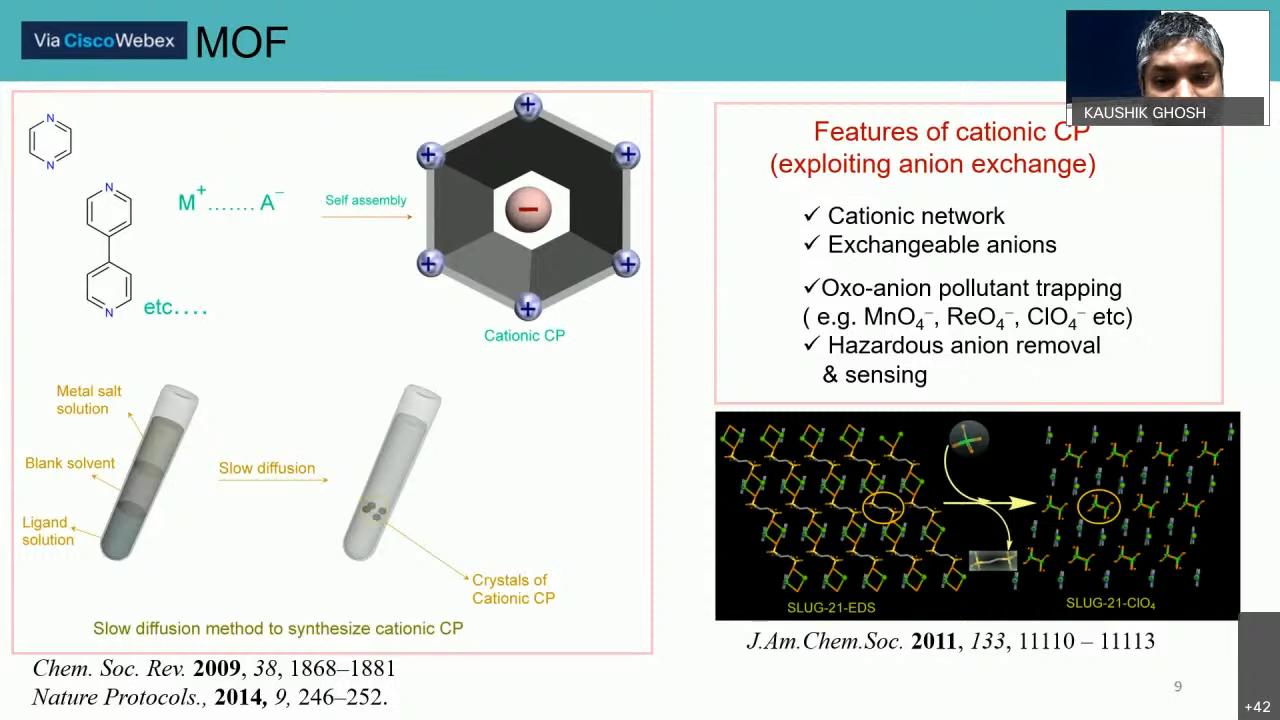 Via CiscoWebex MOF
KAUSHIK GHOSH
N
N
N
N
M⁺ ....... A⁻
etc....
Self assembly
Cationic CP
Metal salt
solution
Blank solvent
Ligand
solution
Slow diffusion
Crystals of
Cationic CP
Slow diffusion method to synthesize cationic CP
Chem. Soc. Rev. 2009, 38, 1868–1881
Nature Protocols., 2014, 9, 246–252.
Features of cationic CP
(exploiting anion exchange)
✓ Cationic network
✓ Exchangeable anions
✓Oxo-anion pollutant trapping
( e.g. MnO₄⁻, ReO₄⁻, ClO₄⁻ etc)
✓ Hazardous anion removal
& sensing
SLUG-21-EDS
SLUG-21-ClO₄
J.Am.Chem.Soc. 2011, 133, 11110 – 11113
9
+42